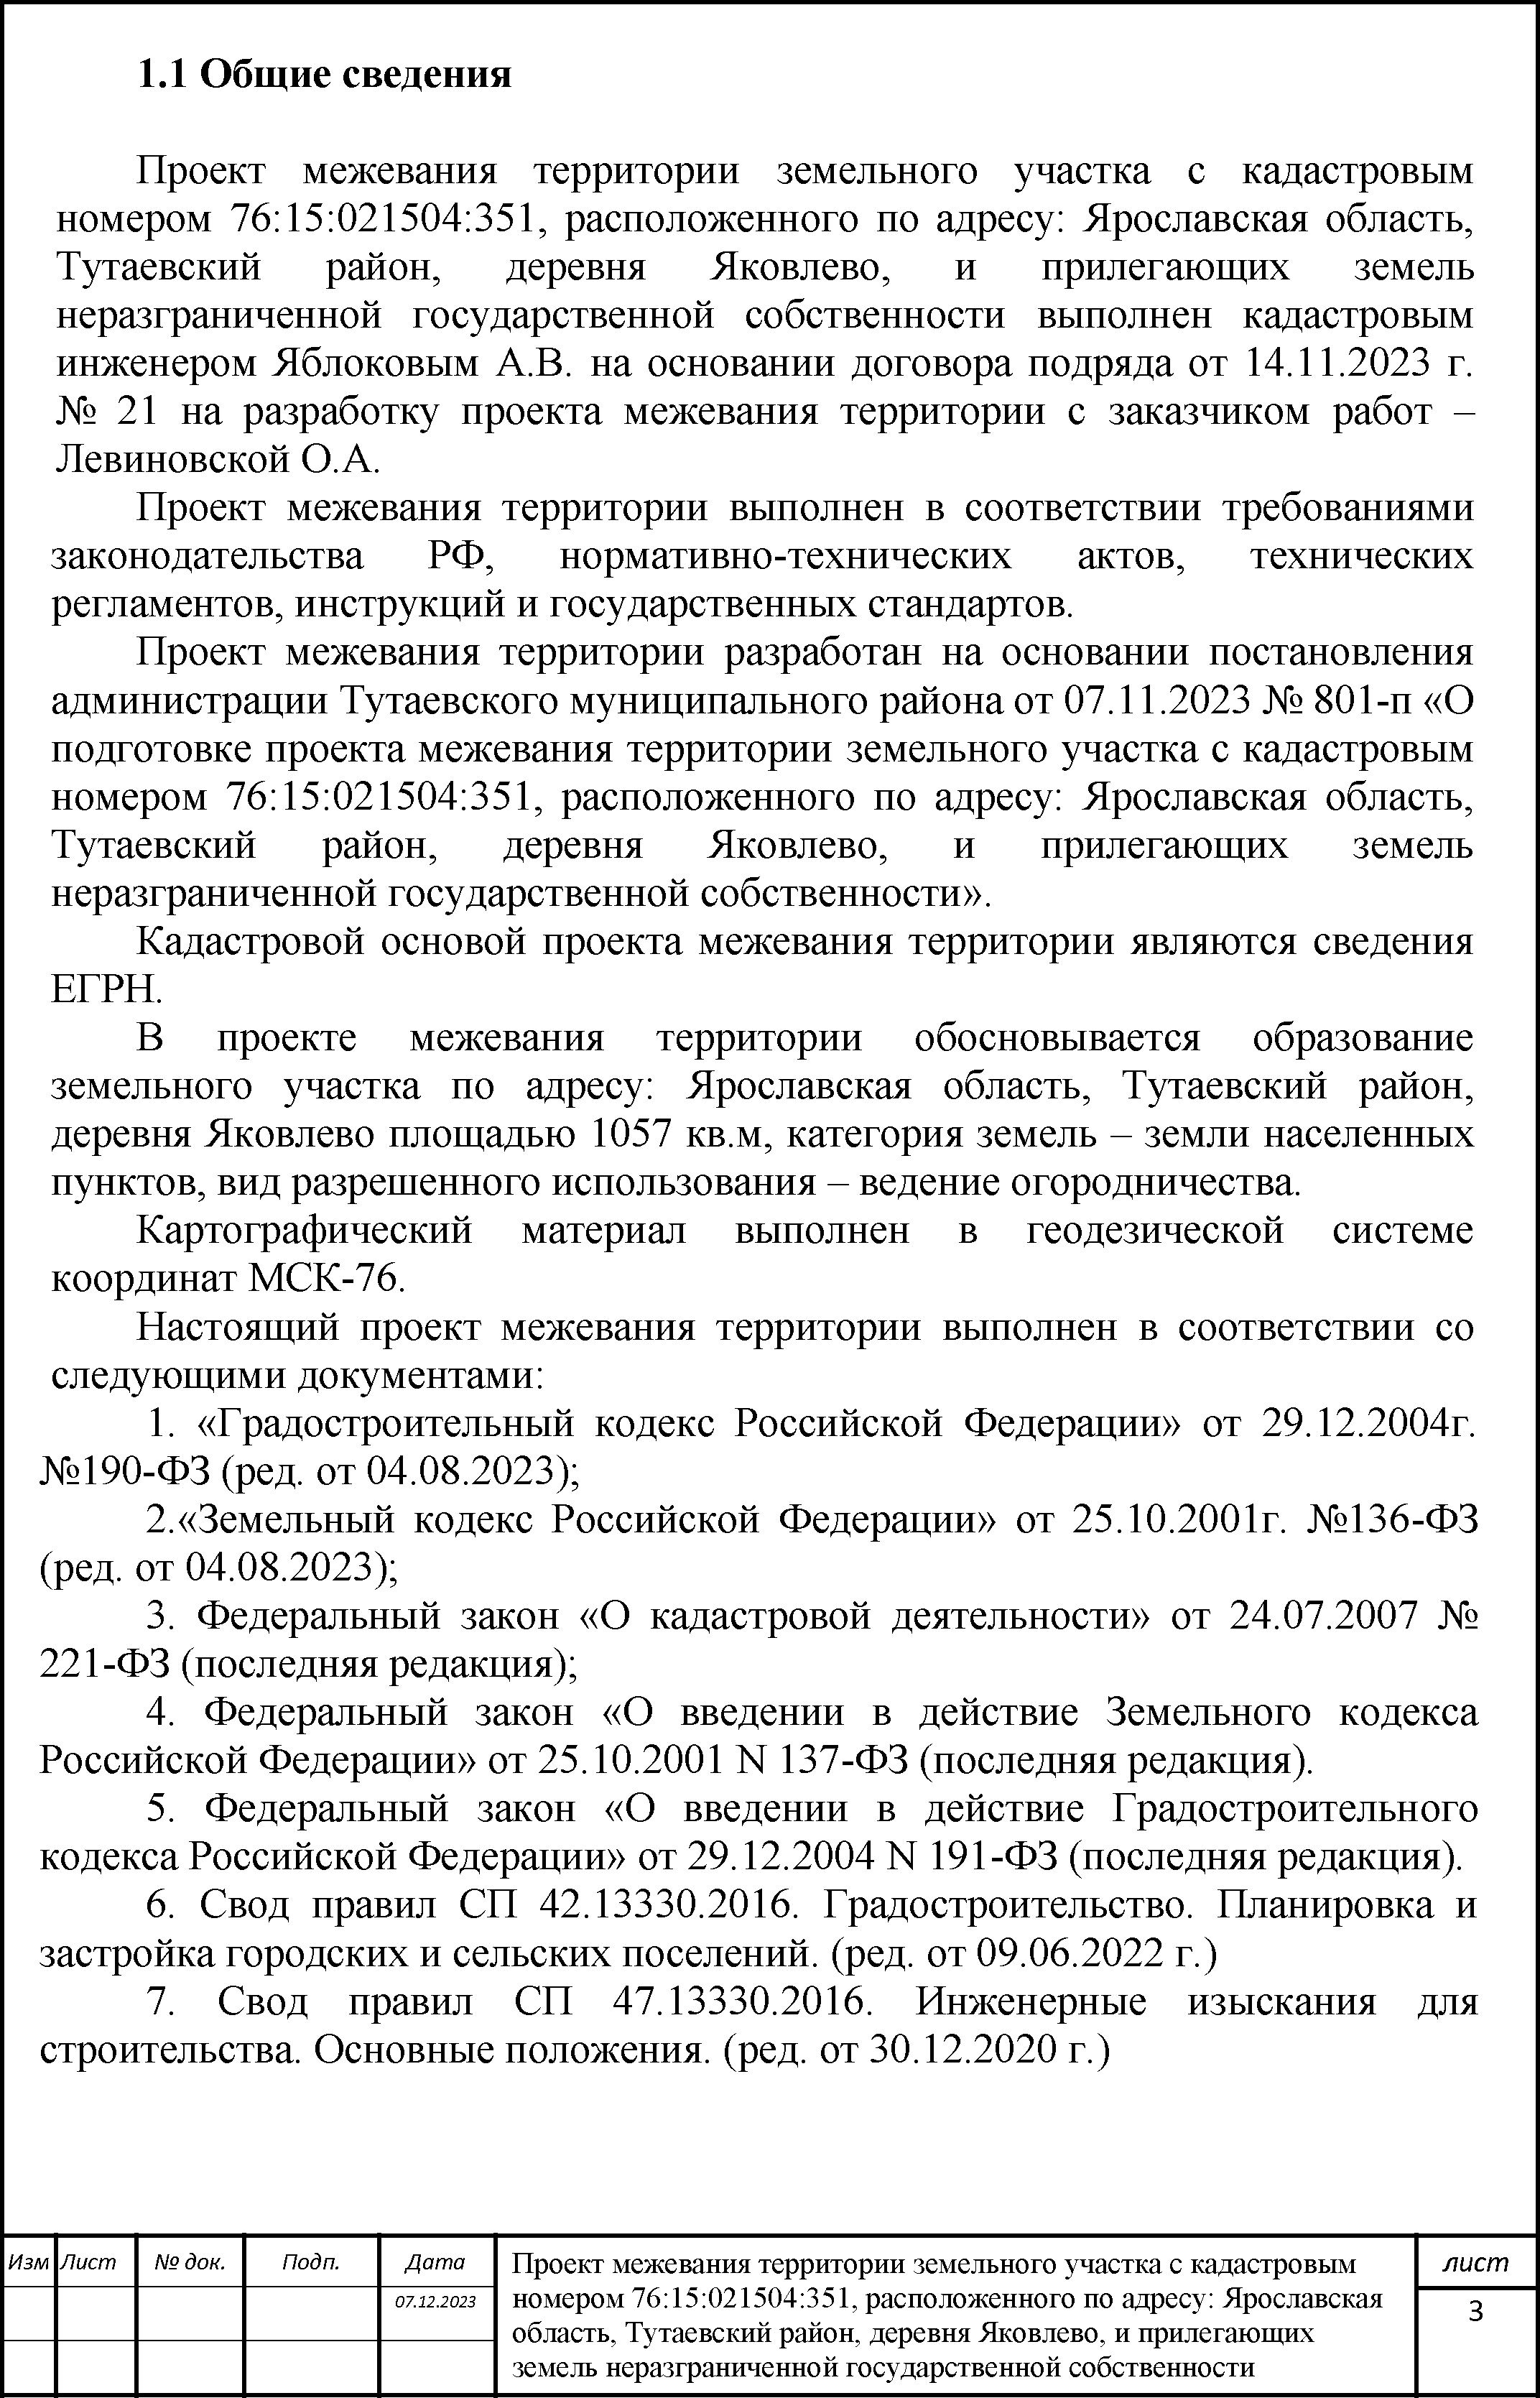 1.1 Общие сведения
Проект межевания территории земельного участка с кадастровым
номером 76:15:021504:351, расположенного по адресу: Ярославская область,
Тутаевский район, деревня Яковлево, и прилегающих земель
неразграниченной государственной собственности выполнен кадастровым
инженером Яблоковым А.В. на основании договора подряда от 14.11.2023 г.
№ 21 на разработку проекта межевания территории с заказчиком работ –
Левиновской О.А.
Проект межевания территории выполнен в соответствии требованиями
законодательства РФ, нормативно-технических актов, технических
регламентов, инструкций и государственных стандартов.
Проект межевания территории разработан на основании постановления
администрации Тутаевского муниципального района от 07.11.2023 № 801-п «О
подготовке проекта межевания территории земельного участка с кадастровым
номером 76:15:021504:351, расположенного по адресу: Ярославская область,
Тутаевский район, деревня Яковлево, и прилегающих земель
неразграниченной государственной собственности».
Кадастровой основой проекта межевания территории являются сведения
ЕГРН.
В проекте межевания территории обосновывается образование
земельного участка по адресу: Ярославская область, Тутаевский район,
деревня Яковлево площадью 1057 кв.м, категория земель – земли населенных
пунктов, вид разрешенного использования – ведение огородничества.
Картографический материал выполнен в геодезической системе
координат МСК-76.
Настоящий проект межевания территории выполнен в соответствии со
следующими документами:
1. «Градостроительный кодекс Российской Федерации» от 29.12.2004г.
№190-ФЗ (ред. от 04.08.2023);
2.«Земельный кодекс Российской Федерации» от 25.10.2001г. №136-ФЗ
(ред. от 04.08.2023);
3. Федеральный закон «О кадастровой деятельности» от 24.07.2007 №
221-ФЗ (последняя редакция);
4. Федеральный закон «О введении в действие Земельного кодекса
Российской Федерации» от 25.10.2001 N 137-ФЗ (последняя редакция).
5. Федеральный закон «О введении в действие Градостроительного
кодекса Российской Федерации» от 29.12.2004 N 191-ФЗ (последняя редакция).
6. Свод правил СП 42.13330.2016. Градостроительство. Планировка и
застройка городских и сельских поселений. (ред. от 09.06.2022 г.)
7. Свод правил СП 47.13330.2016. Инженерные изыскания для
строительства. Основные положения. (ред. от 30.12.2020 г.)
Изм Лист № док. Подп. Дата
07.12.2023
Проект межевания территории земельного участка с кадастровым
номером 76:15:021504:351, расположенного по адресу: Ярославская
область, Тутаевский район, деревня Яковлево, и прилегающих
земель неразграниченной государственной собственности
лист
3